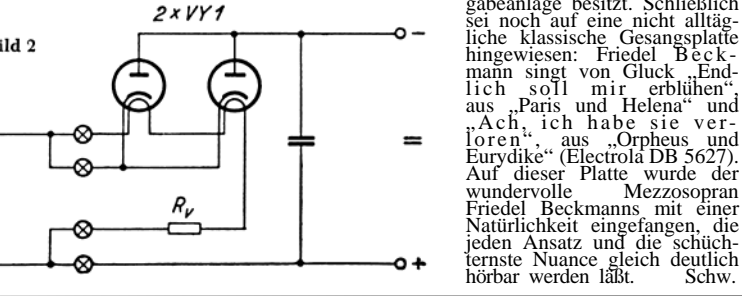 2 × VY 1
ild 2
−
=
R_V
+
gabeanlage besitzt. Schließlich
sei noch auf eine nicht alltäg-
liche klassische Gesangsplatte
hingewiesen: Friedel Beck-
mann singt von Gluck „End-
lich soll mir erblühen“,
aus „Paris und Helena“ und
„Ach, ich habe sie ver-
loren“, aus „Orpheus und
Eurydike“ (Electrola DB 5627).
Auf dieser Platte wurde der
wundervolle Mezzosopran
Friedel Beckmanns mit einer
Natürlichkeit eingefangen, die
jeden Ansatz und die schüch-
ternste Nuance gleich deutlich
hörbar werden läßt. Schw.